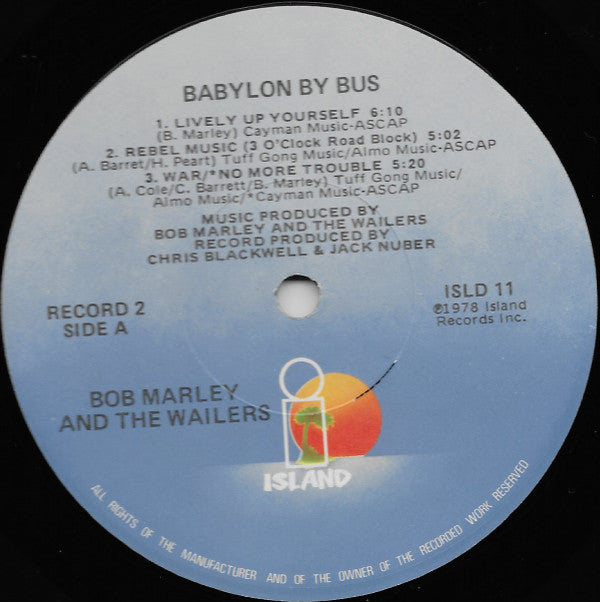 BABYLON BY BUS
1. LIVELY UP YOURSELF 6:10
(B. Marley) Cayman Music-ASCAP
2. REBEL MUSIC (3 O'Clock Road Block) 5:02
(A. Barret/H. Peart) Tuff Gong Music/Almo Music-ASCAP
3. WAR/*NO MORE TROUBLE 5:20
(A. Cole/C. Barrett/B. Marley) Tuff Gong Music/
Almo Music/*Cayman Music-ASCAP
MUSIC PRODUCED BY
BOB MARLEY AND THE WAILERS
RECORD PRODUCED BY
CHRIS BLACKWELL & JACK NUBER
RECORD 2
SIDE A
ISLD 11
℗1978 Island
Records Inc.
BOB MARLEY
AND THE WAILERS
ISLAND
ALL RIGHTS OF THE MANUFACTURER AND OF THE OWNER OF THE RECORDED WORK RESERVED